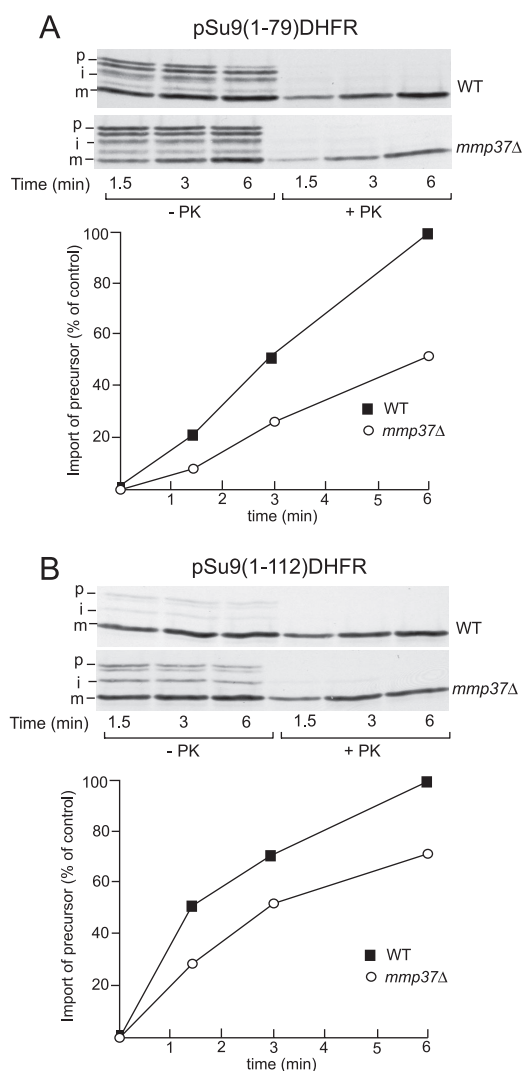 A
pSu9(1-79)DHFR
p
i
m
WT
p
i
m
mmp37Δ
Time (min) 1.5 3 6 1.5 3 6
- PK + PK
Import of precursor (% of control)
100
80
60
40
20
WT
mmp37Δ
1 2 3 4 5 6
time (min)
B
pSu9(1-112)DHFR
p
i
m
WT
p
i
m
mmp37Δ
Time (min) 1.5 3 6 1.5 3 6
- PK + PK
Import of precursor (% of control)
100
80
60
40
20
WT
mmp37Δ
1 2 3 4 5 6
time (min)